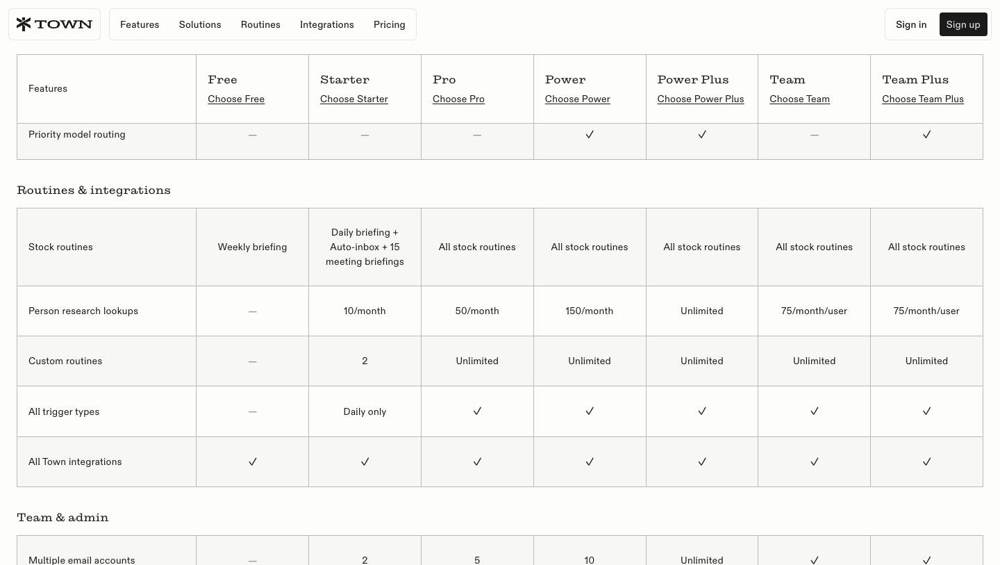 TOWN
Features Solutions Routines Integrations Pricing
Sign in Sign up
Features Free Starter Pro Power Power Plus Team Team Plus
Choose Free Choose Starter Choose Pro Choose Power Choose Power Plus Choose Team Choose Team Plus
Priority model routing — — — ✓ ✓ — ✓
Routines & integrations
Stock routines Weekly briefing Daily briefing + Auto-inbox + 15 meeting briefings All stock routines All stock routines All stock routines All stock routines All stock routines
Person research lookups — 10/month 50/month 150/month Unlimited 75/month/user 75/month/user
Custom routines — 2 Unlimited Unlimited Unlimited Unlimited Unlimited
All trigger types — Daily only ✓ ✓ ✓ ✓ ✓
All Town integrations ✓ ✓ ✓ ✓ ✓ ✓ ✓
Team & admin
Multiple email accounts — 2 5 10 Unlimited ✓ ✓